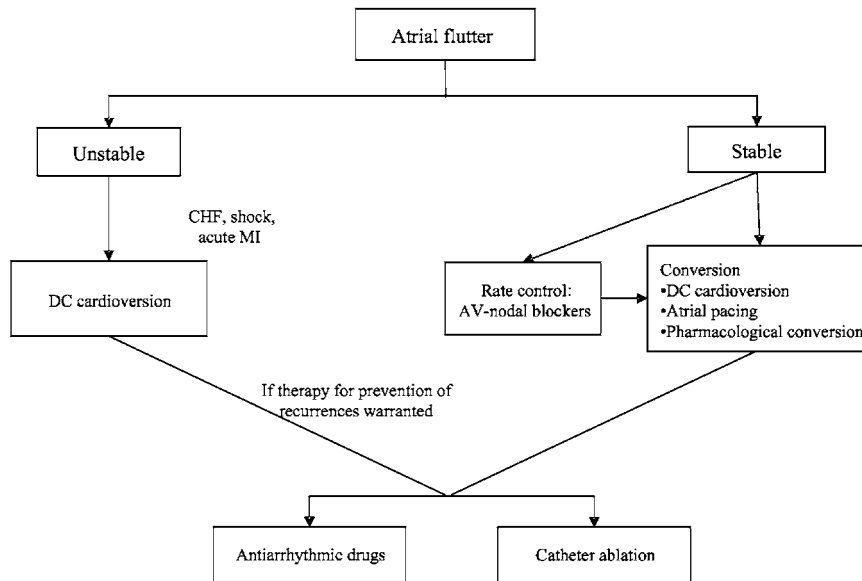 Atrial flutter
Unstable
Stable
CHF, shock,
acute MI
DC cardioversion
Rate control:
AV-nodal blockers
Conversion
•DC cardioversion
•Atrial pacing
•Pharmacological conversion
If therapy for prevention of
recurrences warranted
Antiarrhythmic drugs
Catheter ablation